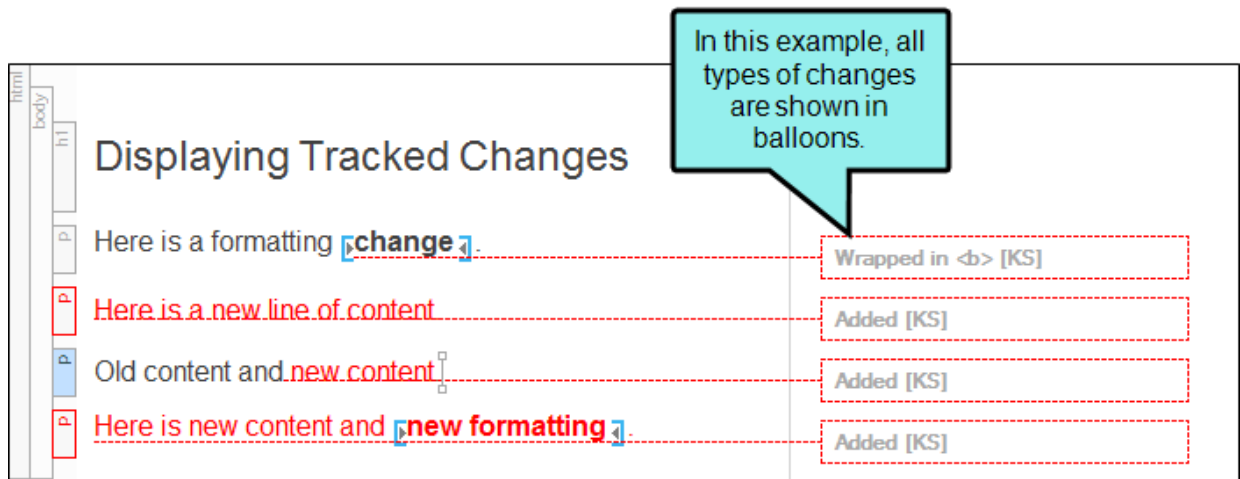 In this example, all
types of changes
are shown in
balloons.
html
body
h1
Displaying Tracked Changes
p
Here is a formatting change.
Wrapped in <b> [KS]
p
Here is a new line of content
Added [KS]
p
Old content and new content
Added [KS]
p
Here is new content and new formatting.
Added [KS]